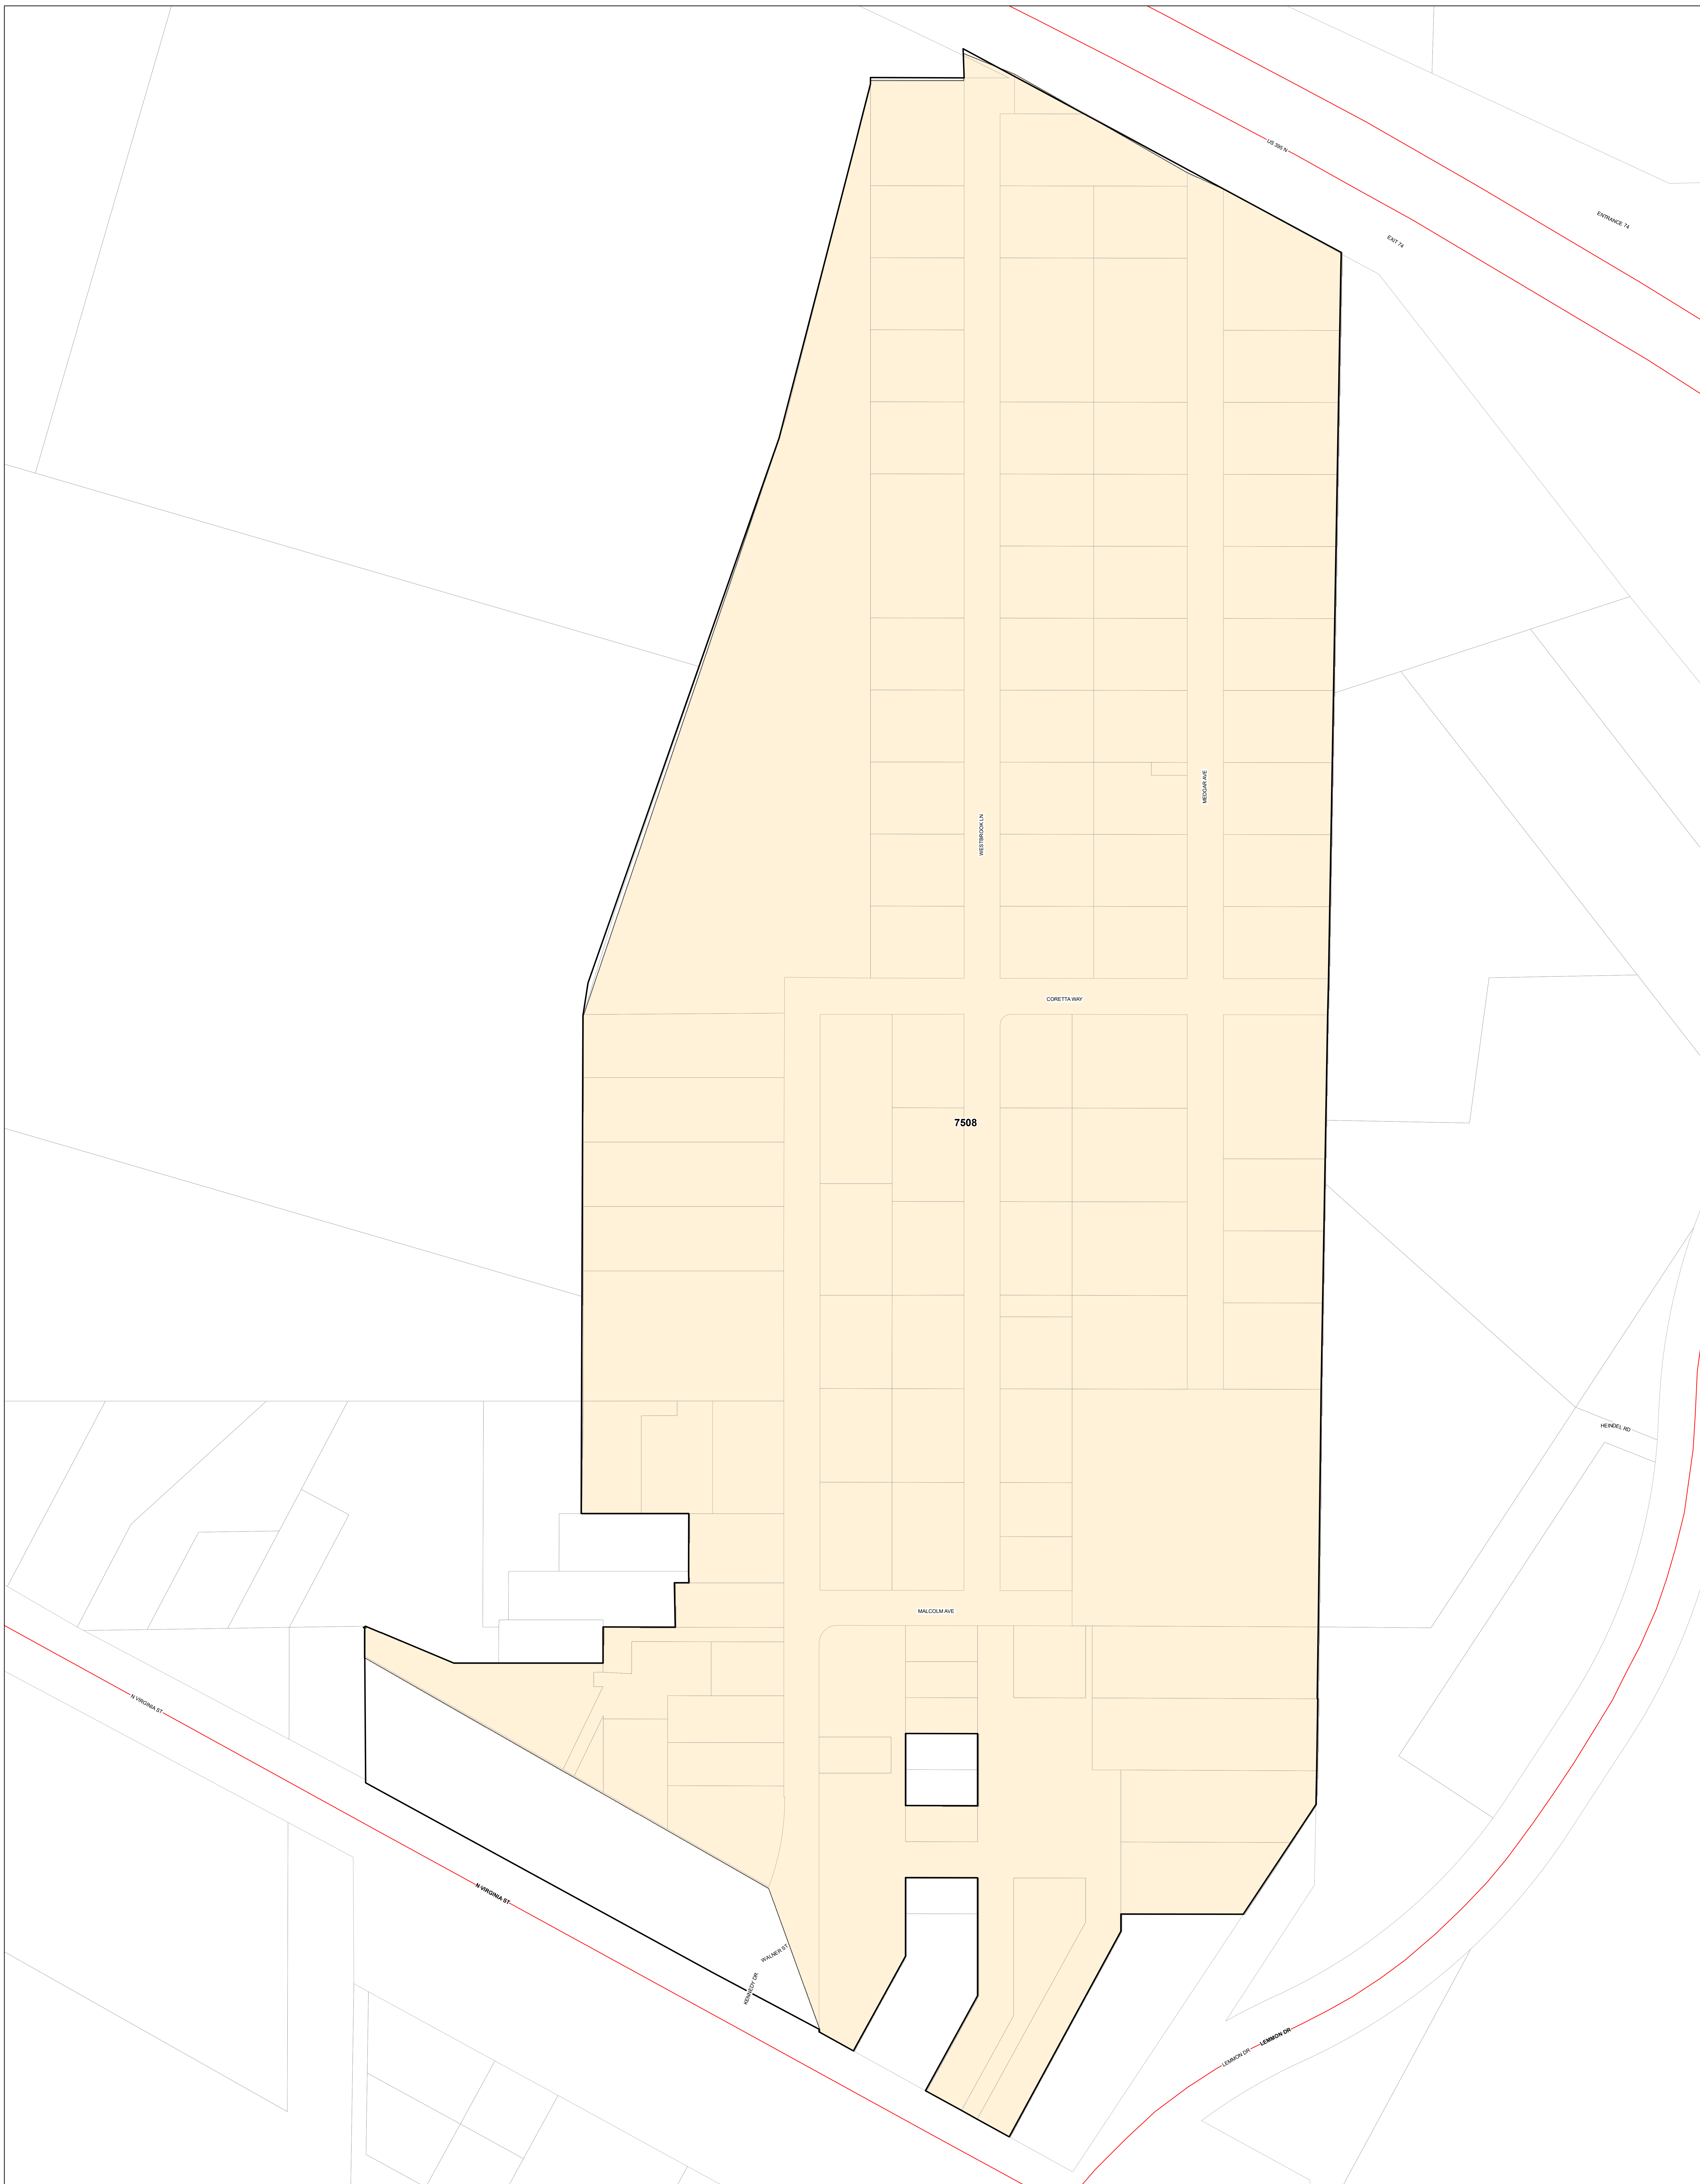 US 395 N
ENTRANCE 74
EXIT 74
MEDGAR AVE
WESTBROOK LN
CORETTA WAY
7508
HEINDEL RD
MALCOLM AVE
N VIRGINIA ST
N VIRGINIA ST
WALNER ST
KENNEDY DR
LEMMON DR
LEMMON DR